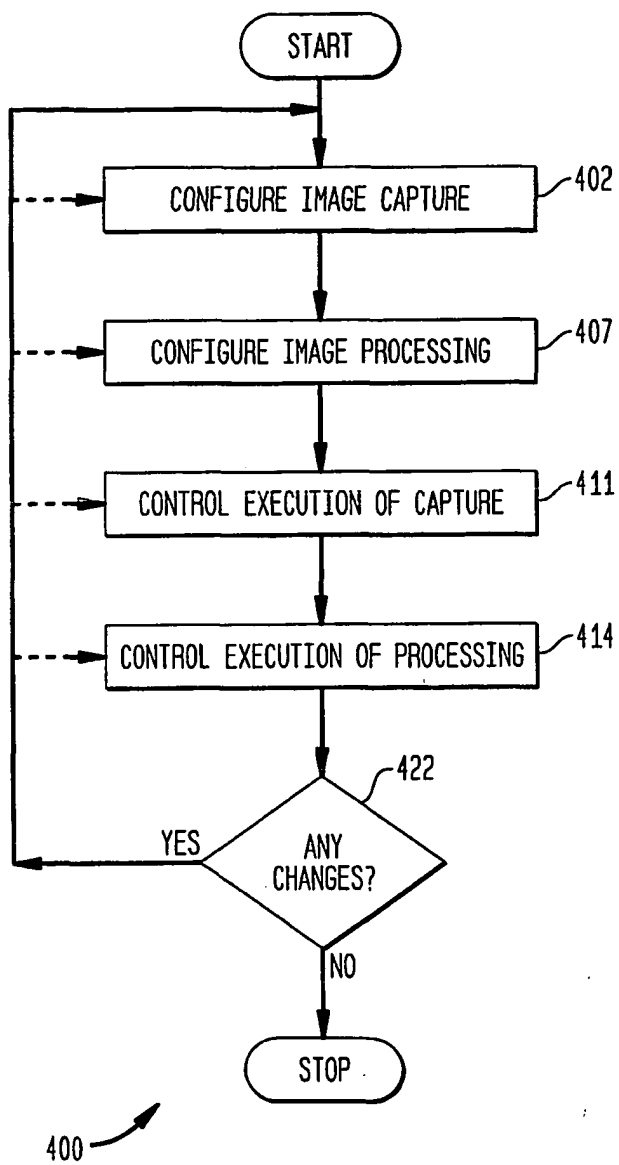 START
CONFIGURE IMAGE CAPTURE
402
CONFIGURE IMAGE PROCESSING
407
CONTROL EXECUTION OF CAPTURE
411
CONTROL EXECUTION OF PROCESSING
414
422
ANY
CHANGES?
YES
NO
STOP
400